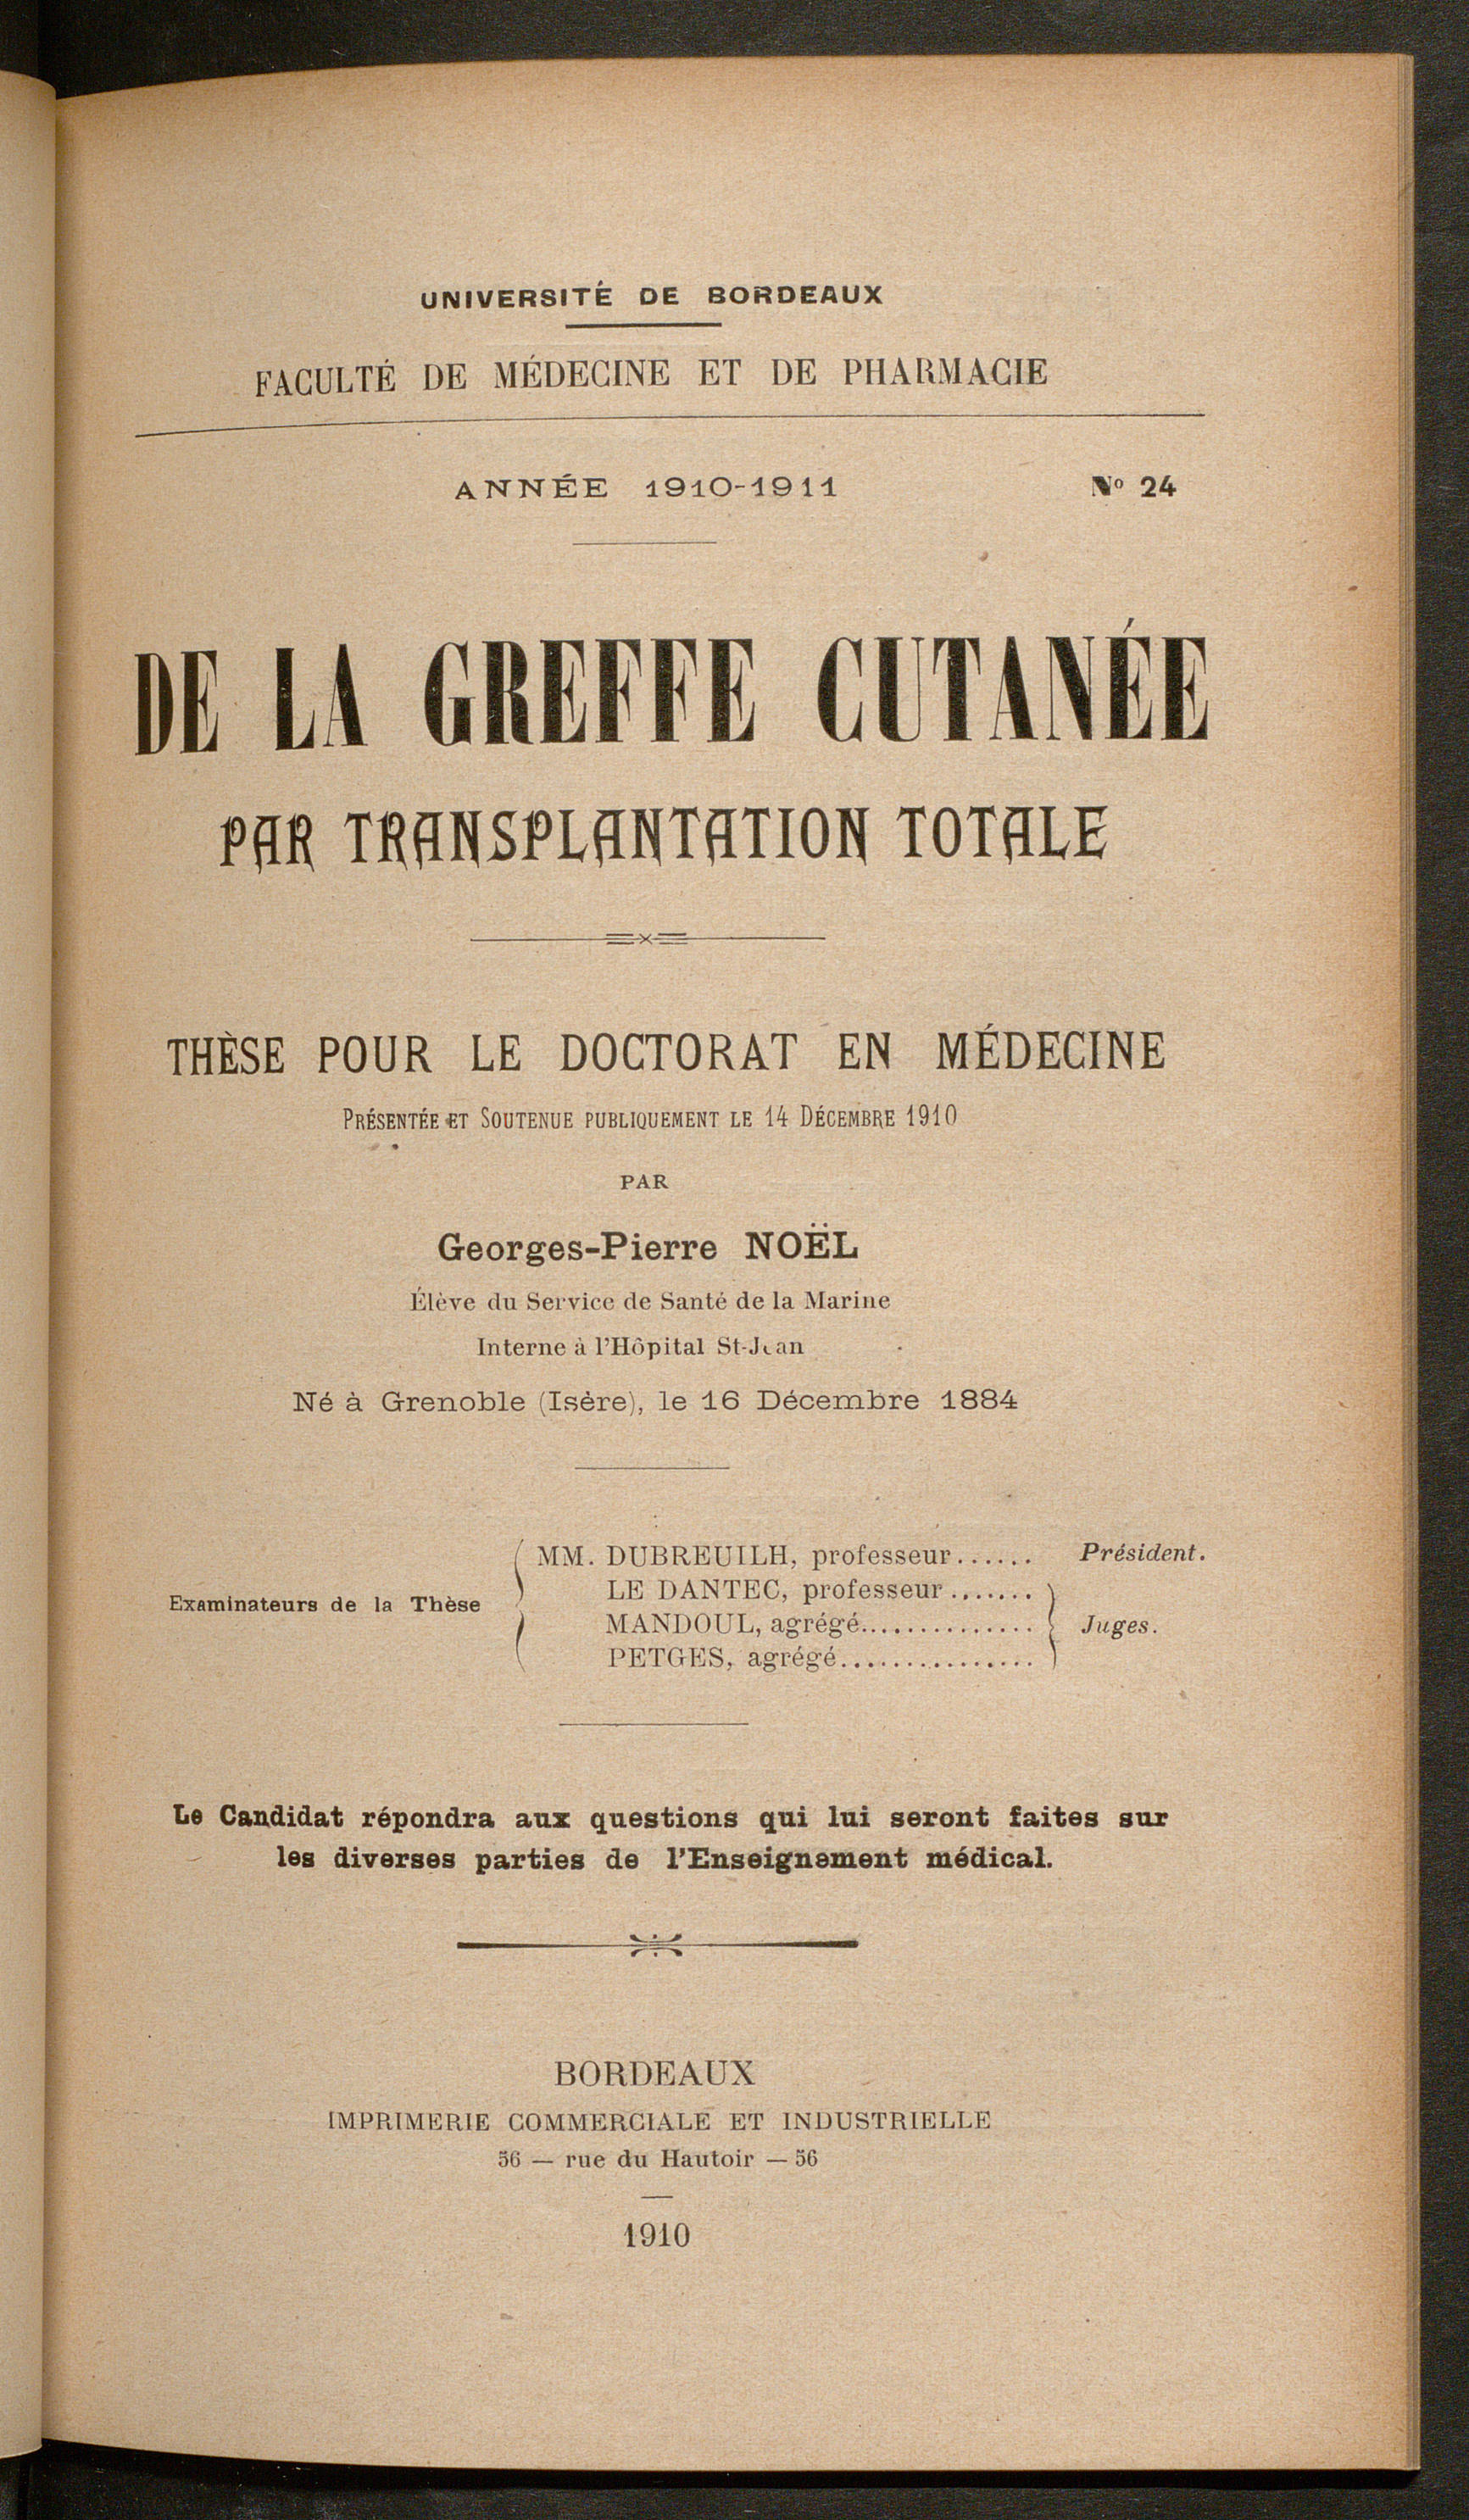 UNIVERSITÉ DE BORDEAUX
FACULTÉ DE MÉDECINE ET DE PHARMACIE
ANNÉE 1910-1911 Nº 24
DE LA GREFFE CUTANÉE
PAR TRANSPLANTATION TOTALE
THÈSE POUR LE DOCTORAT EN MÉDECINE
PRÉSENTÉE ET SOUTENUE PUBLIQUEMENT LE 14 DÉCEMBRE 1910
PAR
Georges-Pierre NOËL
Élève du Service de Santé de la Marine
Interne à l'Hôpital St-Jean
Né à Grenoble (Isère), le 16 Décembre 1884
MM. DUBREUILH, professeur...... Président.
LE DANTEC, professeur.......
Examinateurs de la Thèse
MANDOUL, agrégé.............. Juges.
PETGES, agrégé...............
Le Candidat répondra aux questions qui lui seront faites sur
les diverses parties de l'Enseignement médical.
BORDEAUX
IMPRIMERIE COMMERCIALE ET INDUSTRIELLE
56 — rue du Hautoir — 56
1910